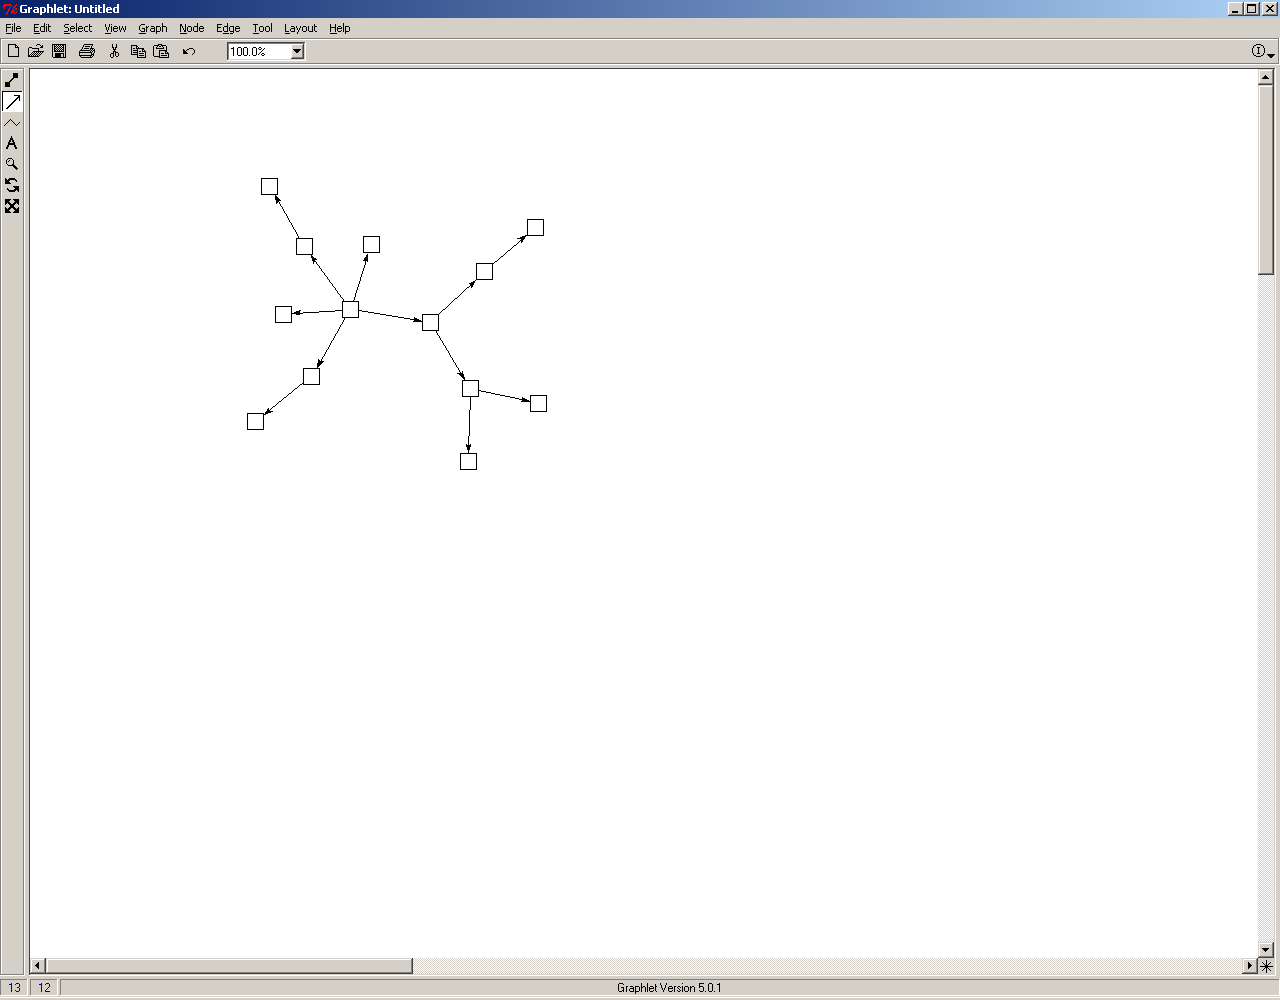 Graphlet: Untitled
File Edit Select View Graph Node Edge Tool Layout Help
100.0%
A
13 12 Graphlet Version 5.0.1